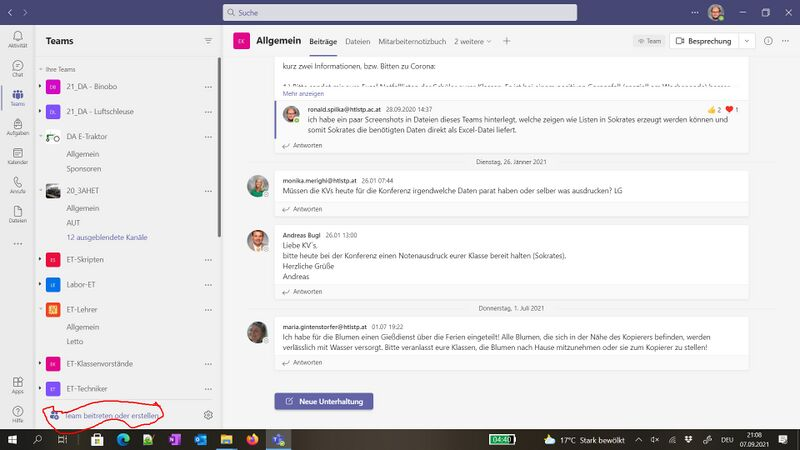 Suche
Aktivität
Chat
Teams
Aufgaben
Kalender
Anrufe
Dateien
Apps
Hilfe
Teams
Ihre Teams
DB 21_DA - Binobo
DL 21_DA - Luftschleuse
DA E-Traktor
Allgemein
Sponsoren
20_3AHET
Allgemein
AUT
12 ausgeblendete Kanäle
ES ET-Skripten
LE Labor-ET
ET-Lehrer
Allgemein
Letto
EK ET-Klassenvorstände
ET ET-Techniker
Team beitreten oder erstellen
EK Allgemein Beiträge Dateien Mitarbeiternotizbuch 2 weitere
Team Besprechung
kurz zwei Informationen, bzw. Bitten zu Corona:
Mehr anzeigen
ronald.spilka@htlstp.ac.at 28.09.2020 14:37
2 1
ich habe ein paar Screenshots in Dateien dieses Teams hinterlegt, welche zeigen wie Listen in Sokrates erzeugt werden können und
somit Sokrates die benötigten Daten direkt als Excel-Datei liefert.
Antworten
Dienstag, 26. Jänner 2021
monika.merighi@htlstp.at 26.01 07:44
Müssen die KVs heute für die Konferenz irgendwelche Daten parat haben oder selber was ausdrucken? LG
Antworten
Andreas Bugl 26.01 13:00
Liebe KV´s,
bitte heute bei der Konferenz einen Notenausdruck eurer Klasse bereit halten (Sokrates).
Herzliche Grüße
Andreas
Antworten
Donnerstag, 1. Juli 2021
maria.gintenstorfer@htlstp.at 01.07 19:22
Ich habe für die Blumen einen Gießdienst über die Ferien eingeteilt! Alle Blumen, die sich in der Nähe des Kopierers befinden, werden
verlässlich mit Wasser versorgt. Bitte veranlasst eure Klassen, die Blumen nach Hause mitzunehmen oder sie zum Kopierer zu stellen!
Antworten
Neue Unterhaltung
04:40
17°C Stark bewölkt
DEU
21:08
07.09.2021